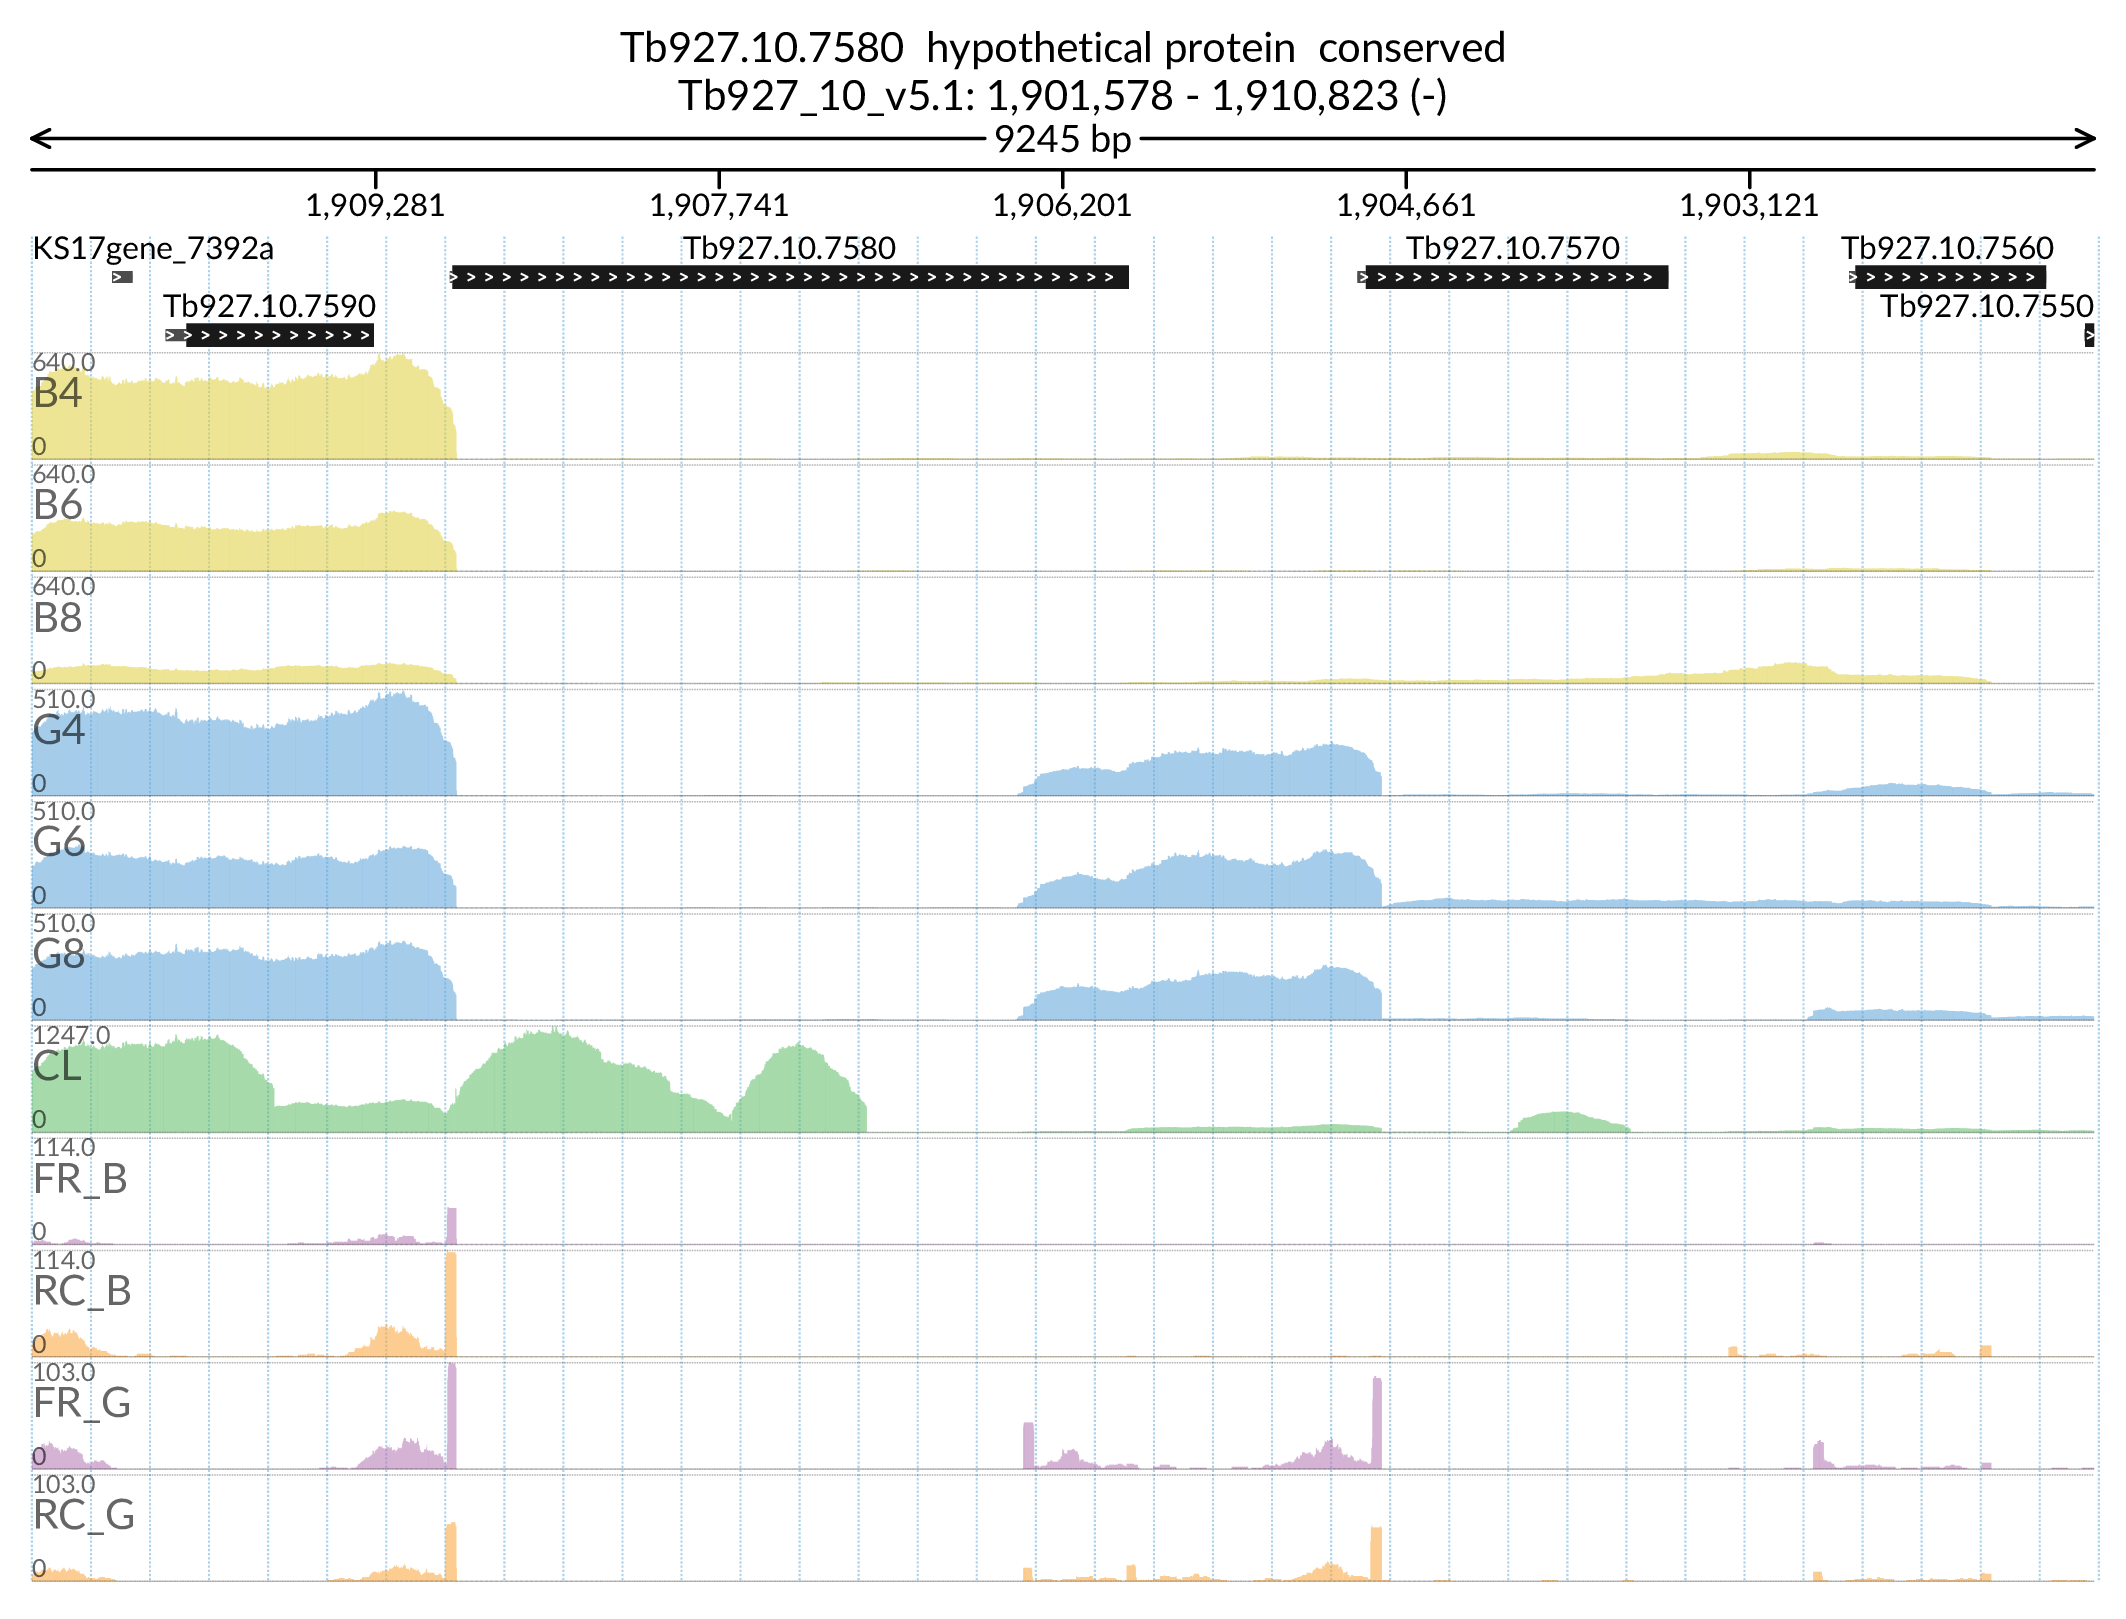 Tb927.10.7580  hypothetical protein  conserved
Tb927_10_v5.1: 1,901,578 - 1,910,823 (-)
9245 bp
1,909,281 1,907,741 1,906,201 1,904,661 1,903,121
KS17gene_7392a Tb927.10.7580 Tb927.10.7570 Tb927.10.7560
Tb927.10.7590 Tb927.10.7550
640.0
B4
0
640.0
B6
0
640.0
B8
0
510.0
G4
0
510.0
G6
0
510.0
G8
0
1247.0
CL
0
114.0
FR_B
0
114.0
RC_B
0
103.0
FR_G
0
103.0
RC_G
0